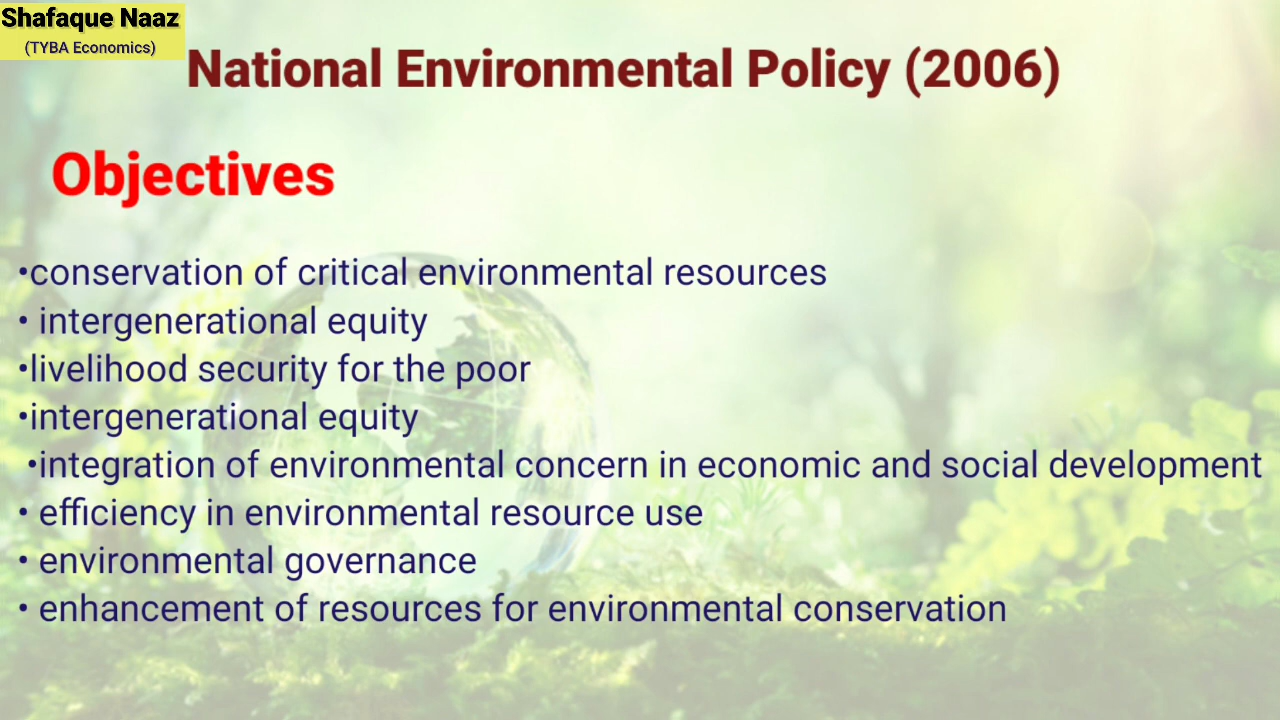 Shafaque Naaz
(TYBA Economics)
National Environmental Policy (2006)
Objectives
•conservation of critical environmental resources
• intergenerational equity
•livelihood security for the poor
•intergenerational equity
•integration of environmental concern in economic and social development
• efficiency in environmental resource use
• environmental governance
• enhancement of resources for environmental conservation